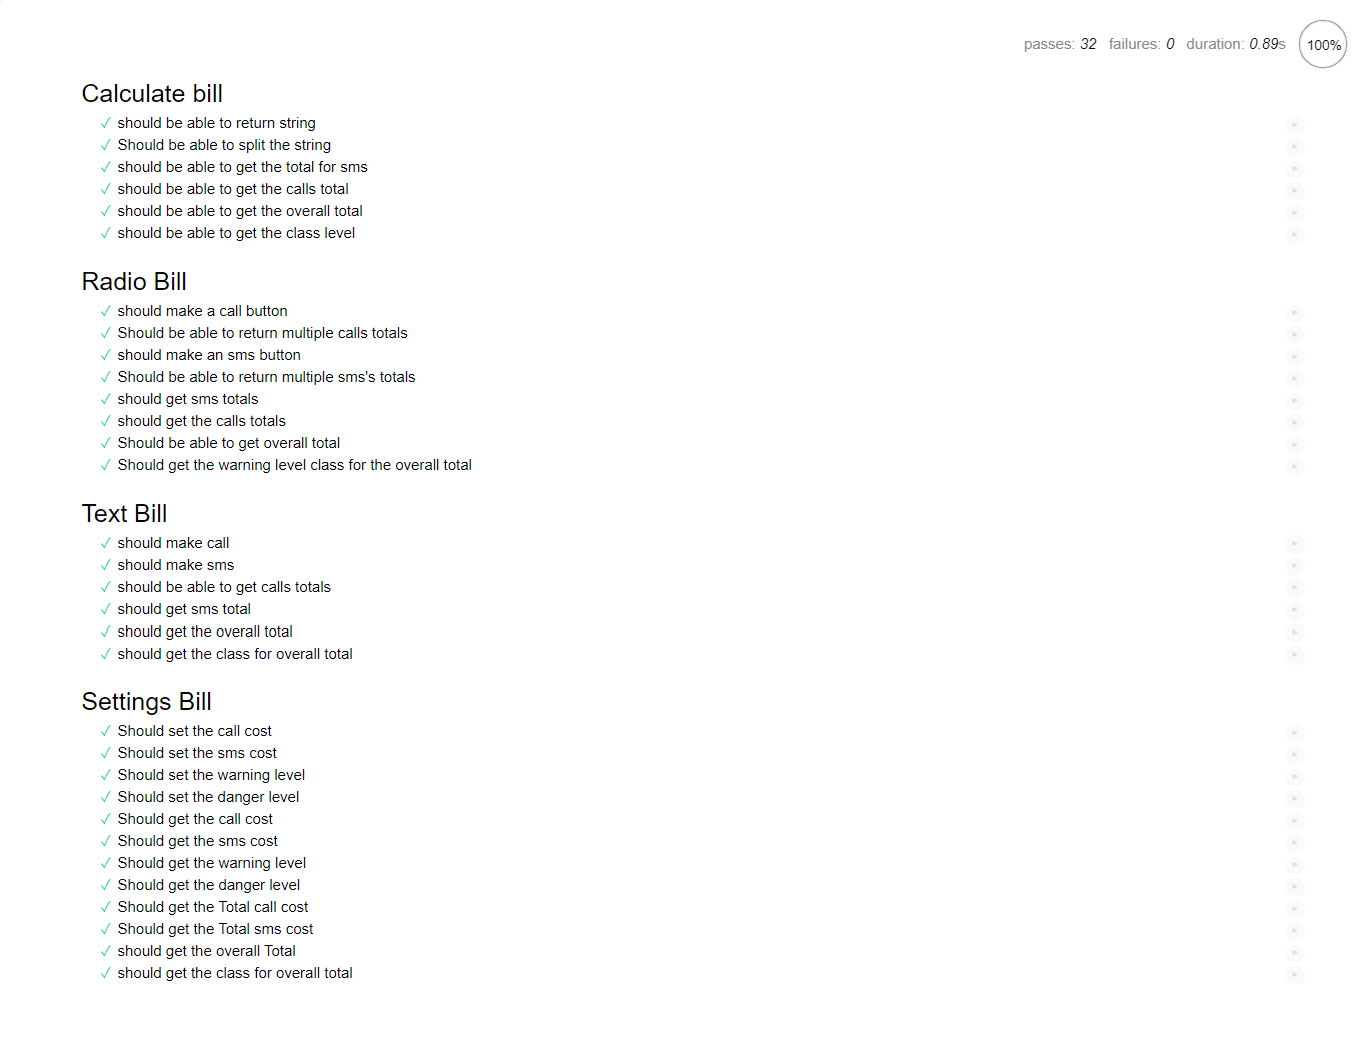 passes: 32 failures: 0 duration: 0.89s 100%
Calculate bill
✓ should be able to return string
✓ Should be able to split the string
✓ should be able to get the total for sms
✓ should be able to get the calls total
✓ should be able to get the overall total
✓ should be able to get the class level
Radio Bill
✓ should make a call button
✓ Should be able to return multiple calls totals
✓ should make an sms button
✓ Should be able to return multiple sms's totals
✓ should get sms totals
✓ should get the calls totals
✓ Should be able to get overall total
✓ Should get the warning level class for the overall total
Text Bill
✓ should make call
✓ should make sms
✓ should be able to get calls totals
✓ should get sms total
✓ should get the overall total
✓ should get the class for overall total
Settings Bill
✓ Should set the call cost
✓ Should set the sms cost
✓ Should set the warning level
✓ Should set the danger level
✓ Should get the call cost
✓ Should get the sms cost
✓ Should get the warning level
✓ Should get the danger level
✓ Should get the Total call cost
✓ Should get the Total sms cost
✓ should get the overall Total
✓ should get the class for overall total